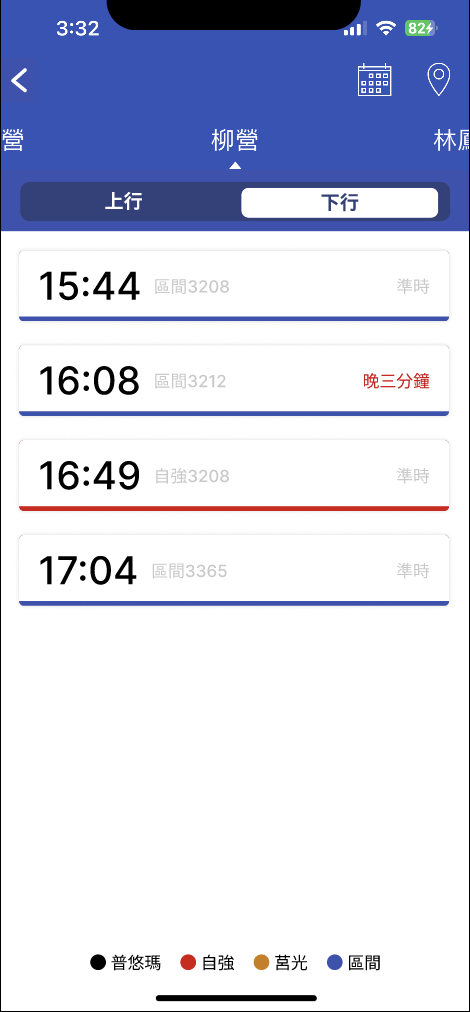 3:32 82
營 柳營 林鳳
上行 下行
15:44 區間3208 準時
16:08 區間3212 晚三分鐘
16:49 自強3208 準時
17:04 區間3365 準時
普悠瑪 自強 莒光 區間